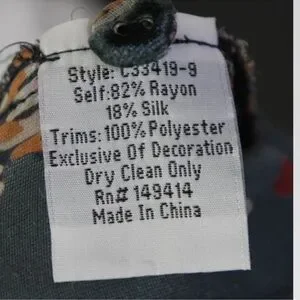 Style: C33419-9
Self:82% Rayon
18% Silk
Trims:100% Polyester
Exclusive Of Decoration
Dry Clean Only
Rn# 149414
Made In China